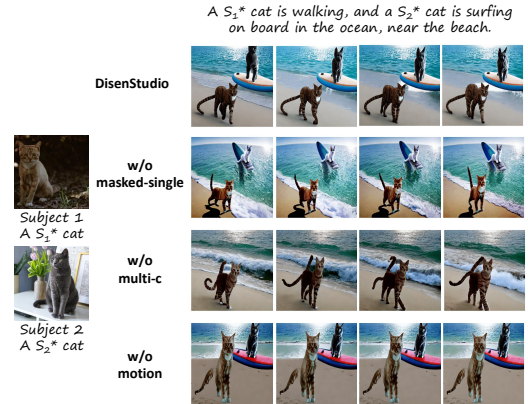 A S₁* cat is walking, and a S₂* cat is surfing
on board in the ocean, near the beach.
DisenStudio
w/o
masked-single
Subject 1
A S₁* cat
w/o
multi-c
Subject 2
A S₂* cat
w/o
motion